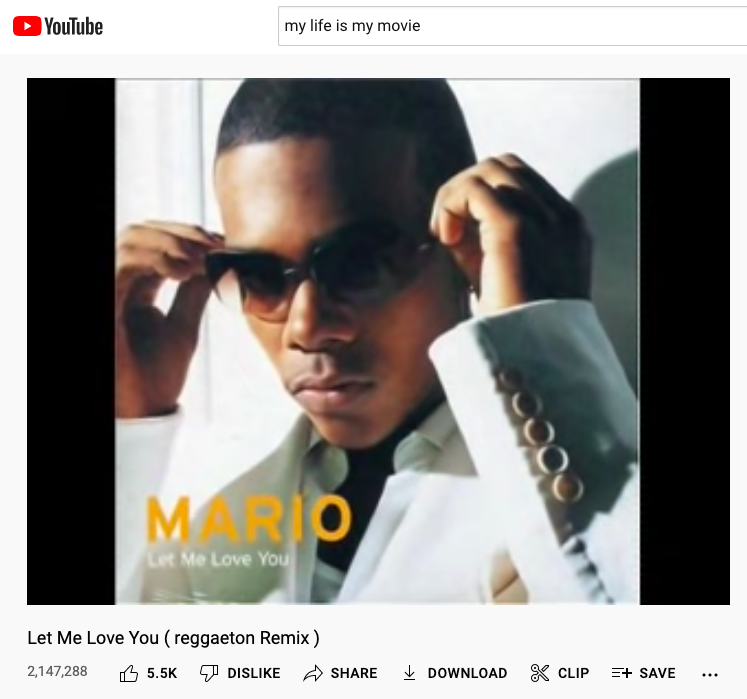 YouTube
my life is my movie
MARIO
Let Me Love You
Let Me Love You ( reggaeton Remix )
2,147,288 5.5K DISLIKE SHARE DOWNLOAD CLIP SAVE ...